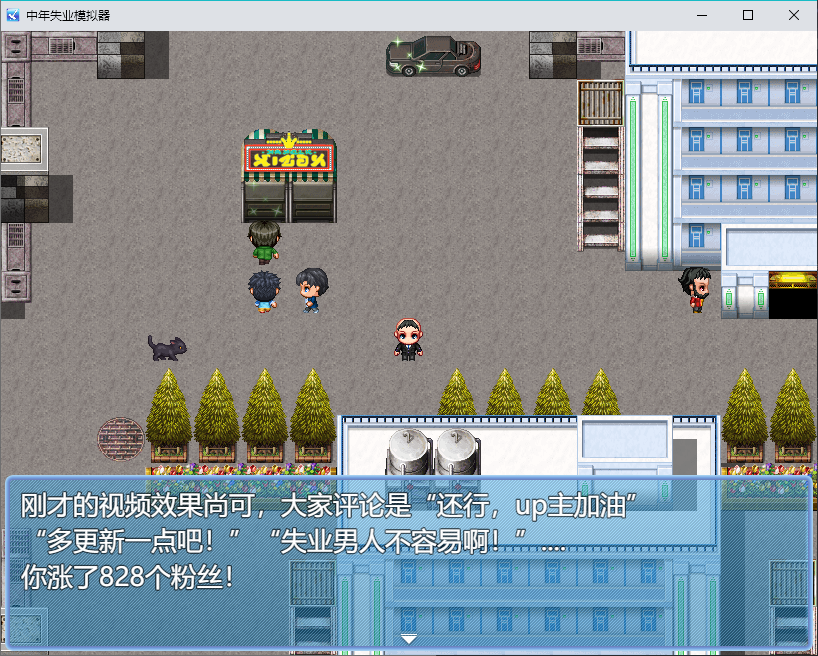 中年失业模拟器
刚才的视频效果尚可，大家评论是“还行，up主加油”
“多更新一点吧！” “失业男人不容易啊！”....
你涨了828个粉丝！